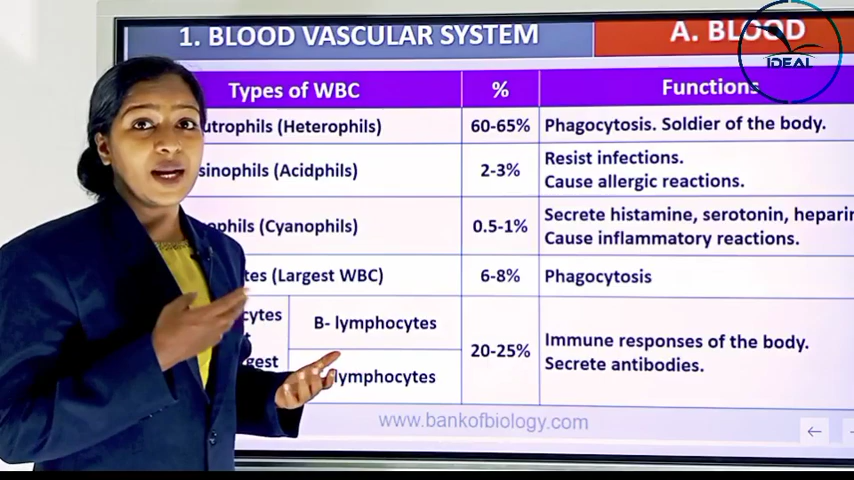 1. BLOOD VASCULAR SYSTEM
A. BLOOD
IDEAL
Types of WBC
%
Functions
utrophils (Heterophils)
60-65%
Phagocytosis. Soldier of the body.
sinophils (Acidphils)
2-3%
Resist infections.
Cause allergic reactions.
ophils (Cyanophils)
0.5-1%
Secrete histamine, serotonin, heparin
Cause inflammatory reactions.
tes (Largest WBC)
6-8%
Phagocytosis
cytes
gest
B- lymphocytes
lymphocytes
20-25%
Immune responses of the body.
Secrete antibodies.
www.bankofbiology.com